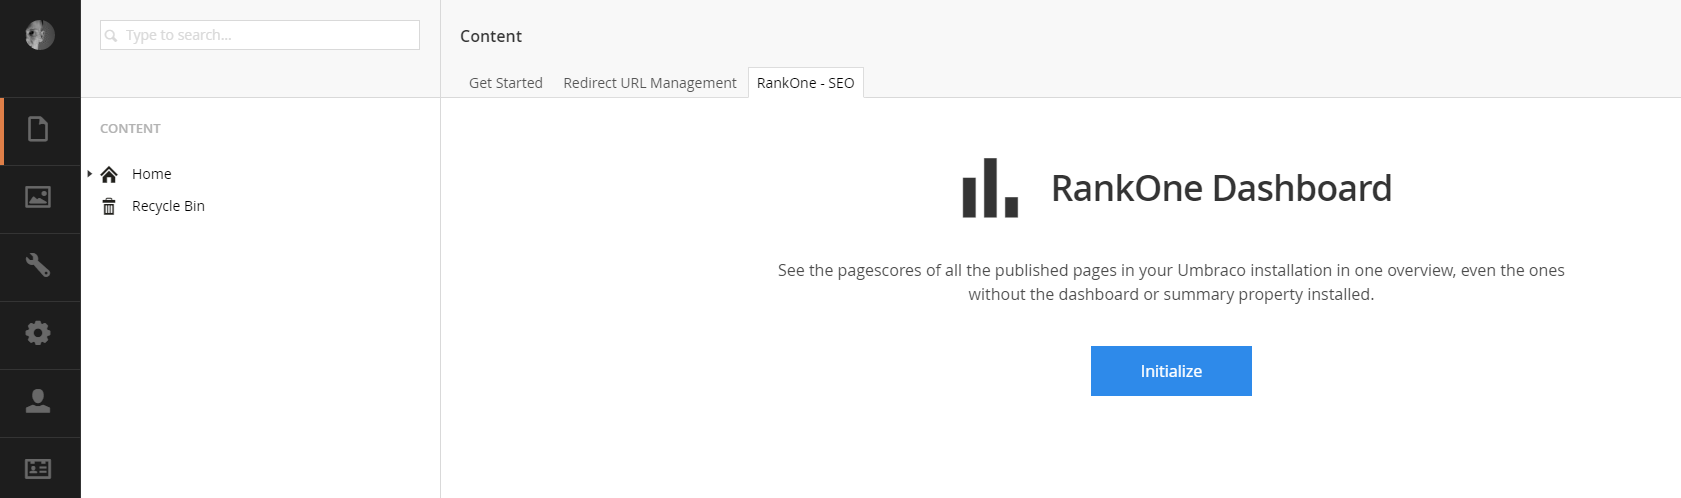 Type to search...
CONTENT
Home
Recycle Bin
Content
Get Started
Redirect URL Management
RankOne - SEO
RankOne Dashboard
See the pagescores of all the published pages in your Umbraco installation in one overview, even the ones
without the dashboard or summary property installed.
Initialize